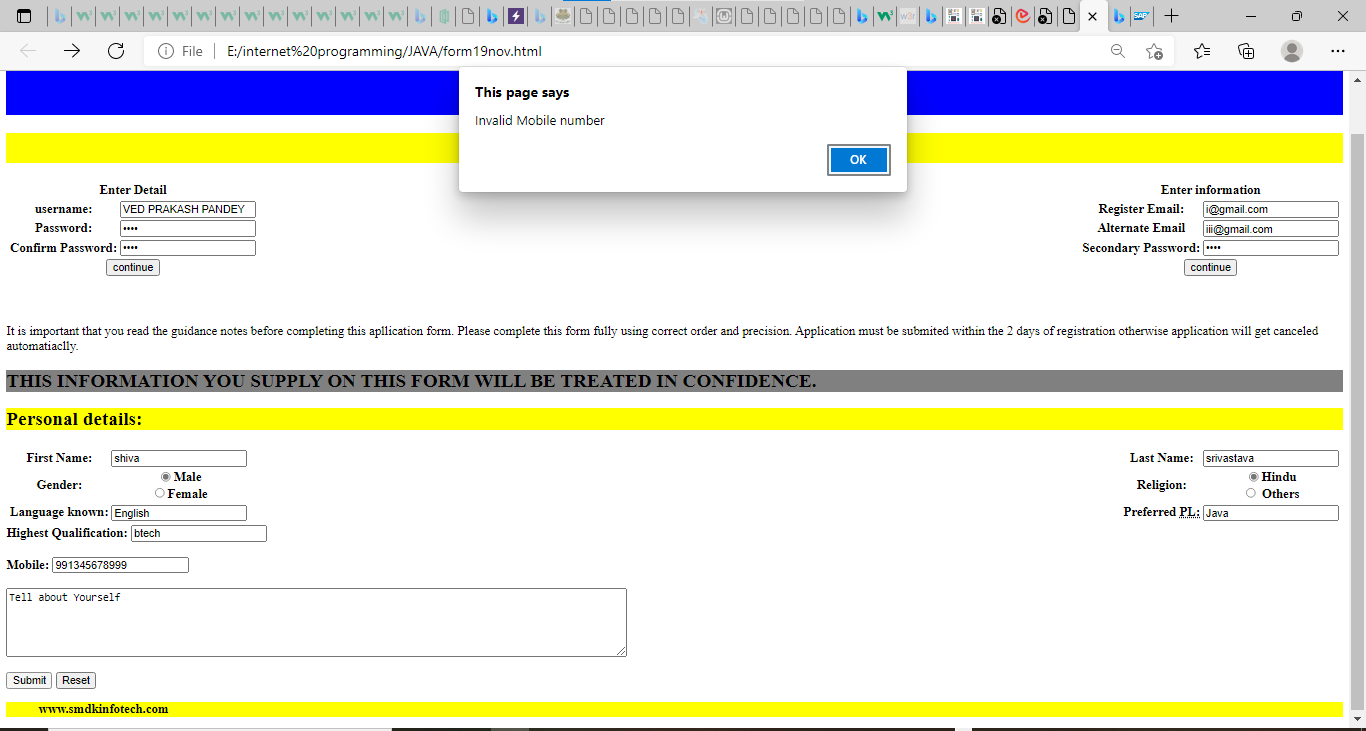 File
E:/internet%20programming/JAVA/form19nov.html
This page says
Invalid Mobile number
OK
Enter Detail
username: VED PRAKASH PANDEY
Password: ••••
Confirm Password: ••••
continue
Enter information
Register Email: i@gmail.com
Alternate Email iii@gmail.com
Secondary Password: ••••
continue
It is important that you read the guidance notes before completing this apllication form. Please complete this form fully using correct order and precision. Application must be submited within the 2 days of registration otherwise application will get canceled
automatiaclly.
THIS INFORMATION YOU SUPPLY ON THIS FORM WILL BE TREATED IN CONFIDENCE.
Personal details:
First Name: shiva
Gender: Male
Female
Language known: English
Highest Qualification: btech
Last Name: srivastava
Religion: Hindu
Others
Preferred PL: Java
Mobile: 991345678999
Tell about Yourself
Submit Reset
www.smdkinfotech.com